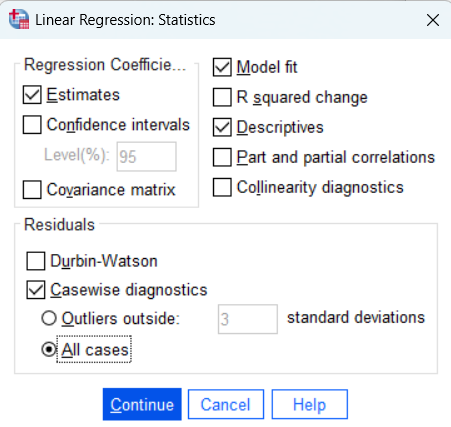 Linear Regression: Statistics
Regression Coefficie...
Estimates
Confidence intervals
Level(%): 95
Covariance matrix
Model fit
R squared change
Descriptives
Part and partial correlations
Collinearity diagnostics
Residuals
Durbin-Watson
Casewise diagnostics
Outliers outside: 3 standard deviations
All cases
Continue Cancel Help